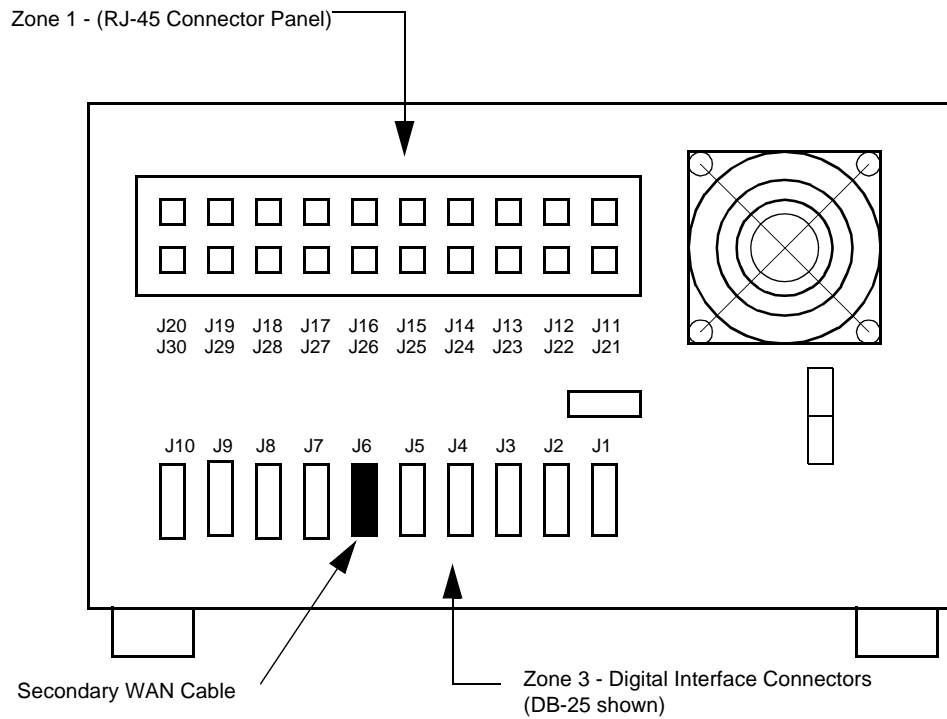 Zone 1 - (RJ-45 Connector Panel)
J20 J19 J18 J17 J16 J15 J14 J13 J12 J11
J30 J29 J28 J27 J26 J25 J24 J23 J22 J21
J10 J9 J8 J7 J6 J5 J4 J3 J2 J1
Secondary WAN Cable
Zone 3 - Digital Interface Connectors
(DB-25 shown)